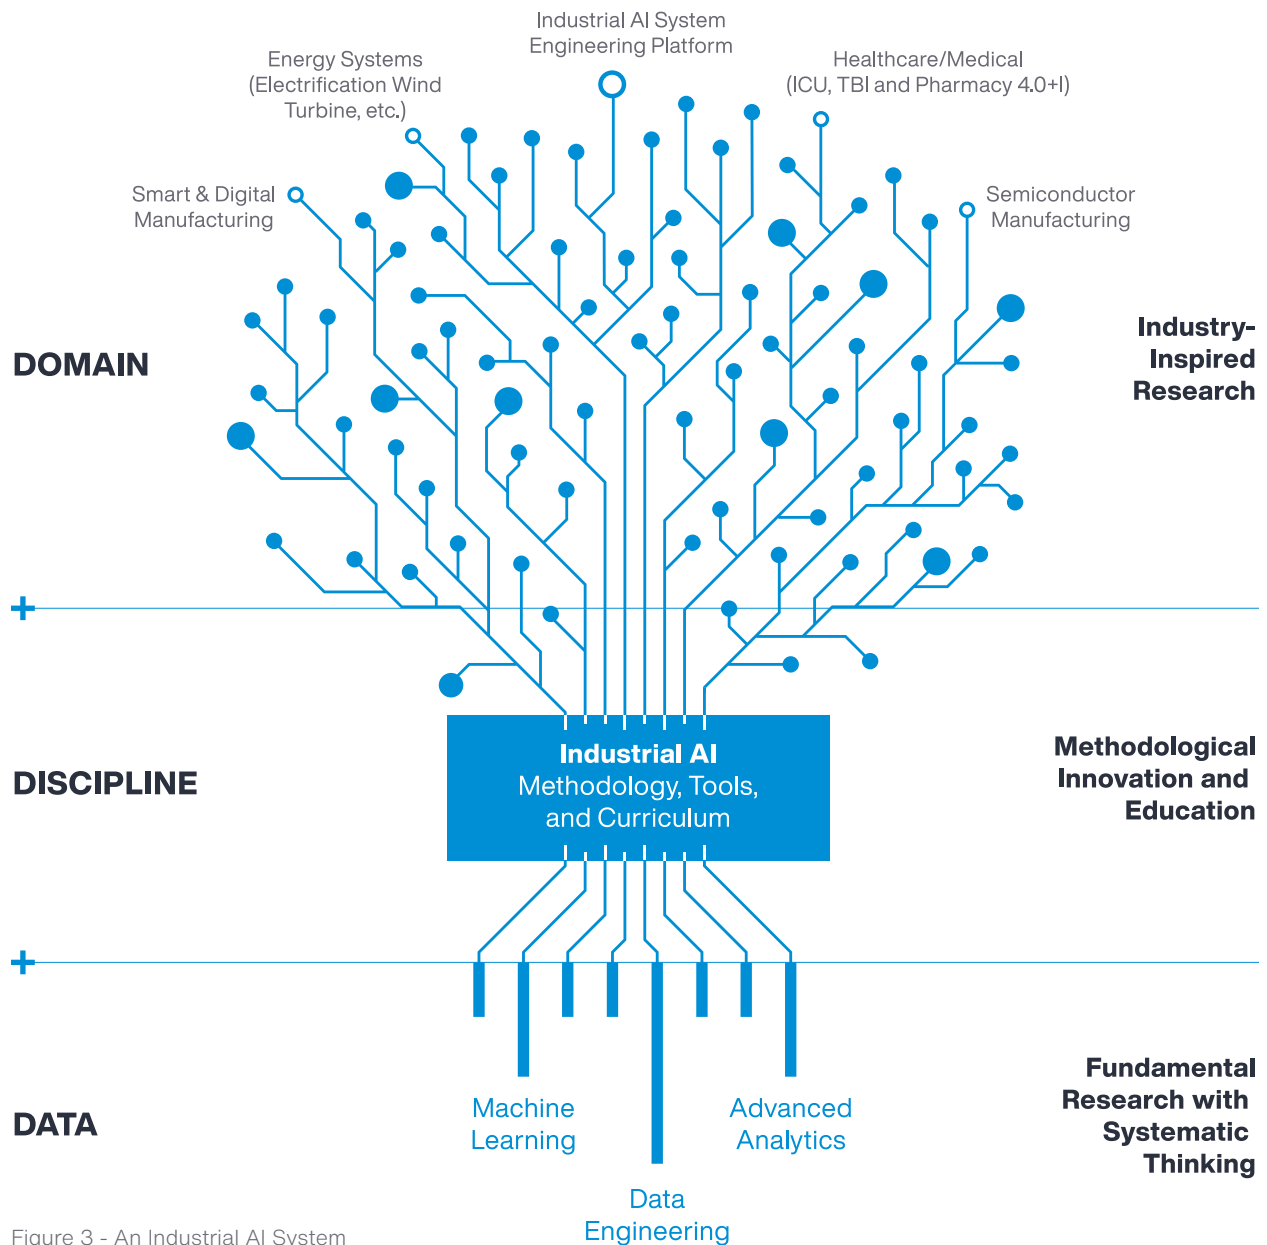 Industrial AI System
Engineering Platform
Energy Systems
(Electrification Wind
Turbine, etc.)
Healthcare/Medical
(ICU, TBI and Pharmacy 4.0+I)
Smart & Digital
Manufacturing
Semiconductor
Manufacturing
DOMAIN
Industry-
Inspired
Research
DISCIPLINE
Industrial AI
Methodology, Tools,
and Curriculum
Methodological
Innovation and
Education
DATA
Machine
Learning
Data
Engineering
Advanced
Analytics
Fundamental
Research with
Systematic
Thinking
Figure 3 - An Industrial AI System